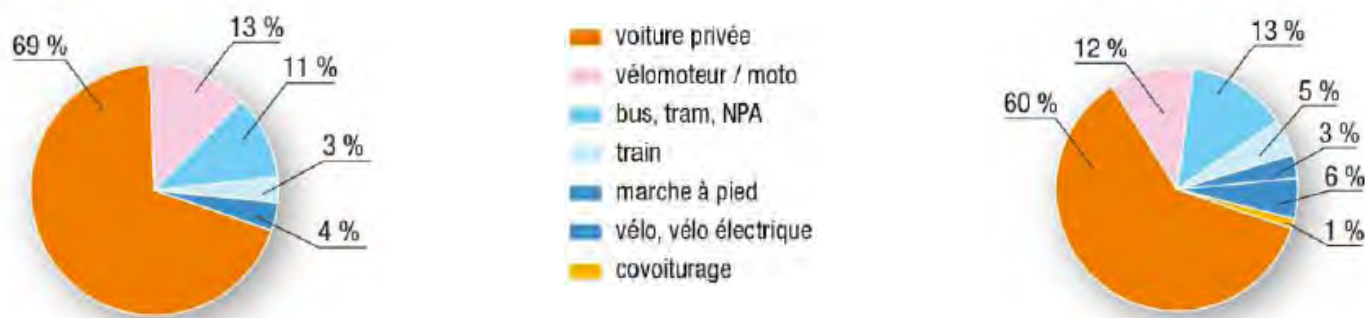 69 %
13 %
11 %
3 %
4 %
voiture privée
vélomoteur / moto
bus, tram, NPA
train
marche à pied
vélo, vélo électrique
covoiturage
60 %
12 %
13 %
5 %
3 %
6 %
1 %